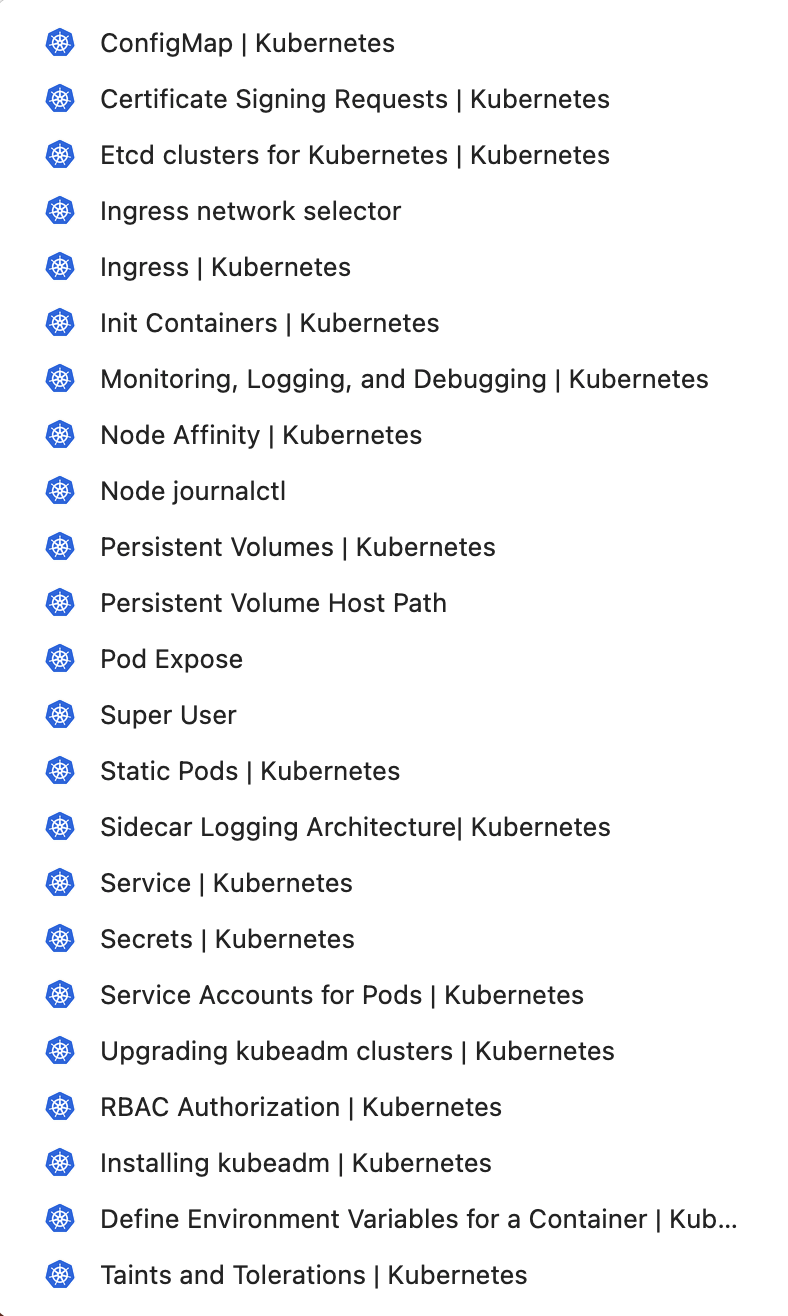 ConfigMap | Kubernetes
Certificate Signing Requests | Kubernetes
Etcd clusters for Kubernetes | Kubernetes
Ingress network selector
Ingress | Kubernetes
Init Containers | Kubernetes
Monitoring, Logging, and Debugging | Kubernetes
Node Affinity | Kubernetes
Node journalctl
Persistent Volumes | Kubernetes
Persistent Volume Host Path
Pod Expose
Super User
Static Pods | Kubernetes
Sidecar Logging Architecture| Kubernetes
Service | Kubernetes
Secrets | Kubernetes
Service Accounts for Pods | Kubernetes
Upgrading kubeadm clusters | Kubernetes
RBAC Authorization | Kubernetes
Installing kubeadm | Kubernetes
Define Environment Variables for a Container | Kub...
Taints and Tolerations | Kubernetes